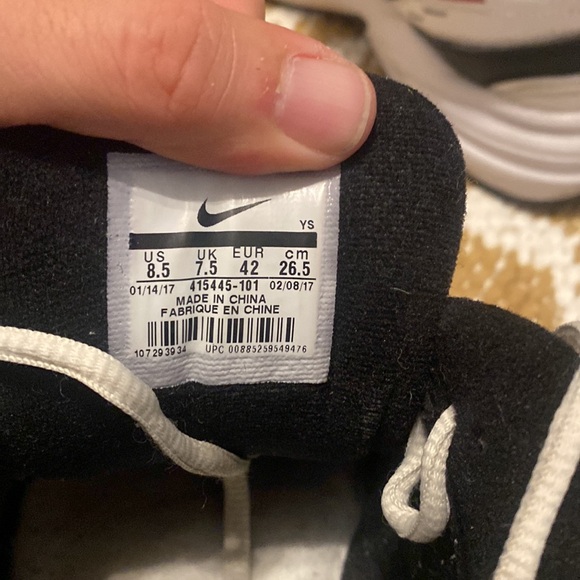 YS
US UK EUR cm
8.5 7.5 42 26.5
01/14/17 415445-101 02/08/17
MADE IN CHINA
FABRIQUE EN CHINE
107293934 UPC 00885259549476